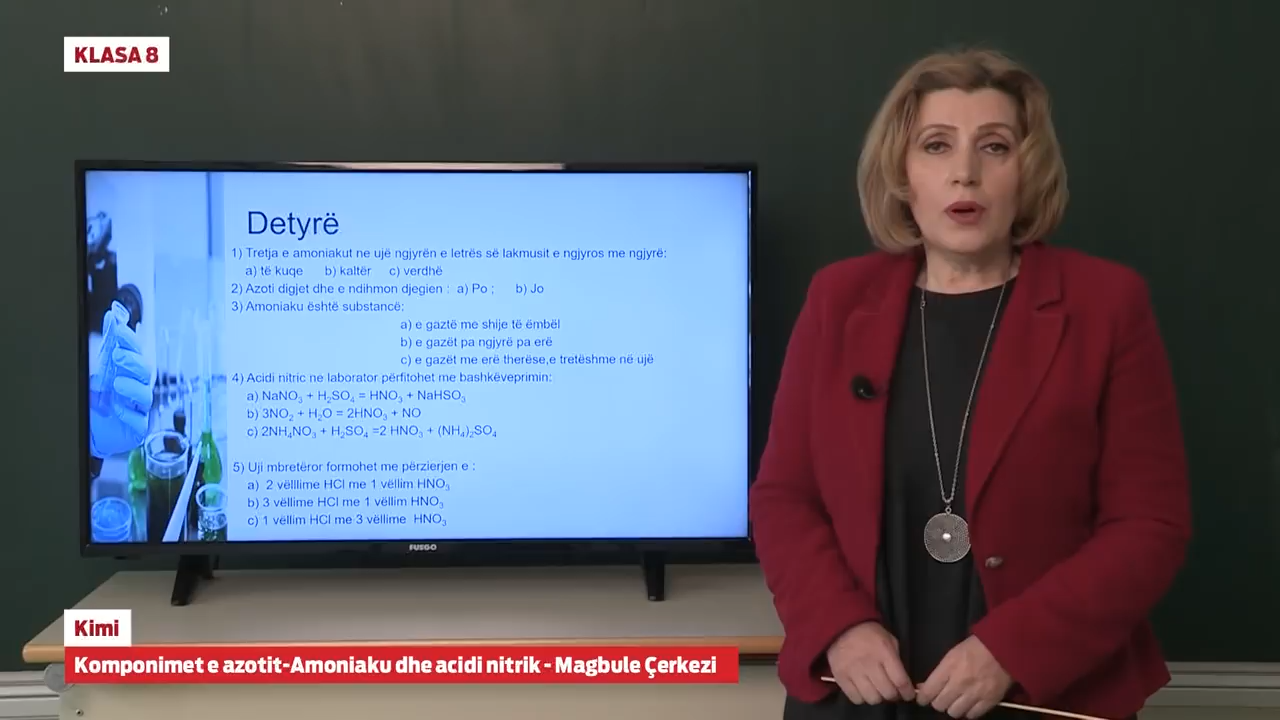 KLASA 8
Detyrë
1) Tretja e amoniakut ne ujë ngjyrën e letrës së lakmusit e ngjyros me ngjyrë:
a) të kuqe b) kaltër c) verdhë
2) Azoti digjet dhe e ndihmon djegien : a) Po ; b) Jo
3) Amoniaku është substancë:
a) e gaztë me shije të ëmbël
b) e gazët pa ngjyrë pa erë
c) e gazët me erë therëse,e tretëshme në ujë
4) Acidi nitric në laborator përfitohet me bashkëveprimin:
a) NaNO₃ + H₂SO₄ = HNO₃ + NaHSO₃
b) 3NO₂ + H₂O = 2HNO₃ + NO
c) 2NH₄NO₃ + H₂SO₄ =2 HNO₃ + (NH₄)₂SO₄
5) Uji mbretëror formohet me përzierjen e :
a) 2 vëlllime HCl me 1 vëllim HNO₃
b) 3 vëllime HCl me 1 vëllim HNO₃
c) 1 vëllim HCl me 3 vëllime HNO₃
FUEGO
Kimi
Komponimet e azotit-Amoniaku dhe acidi nitrik - Magbule Çerkezi